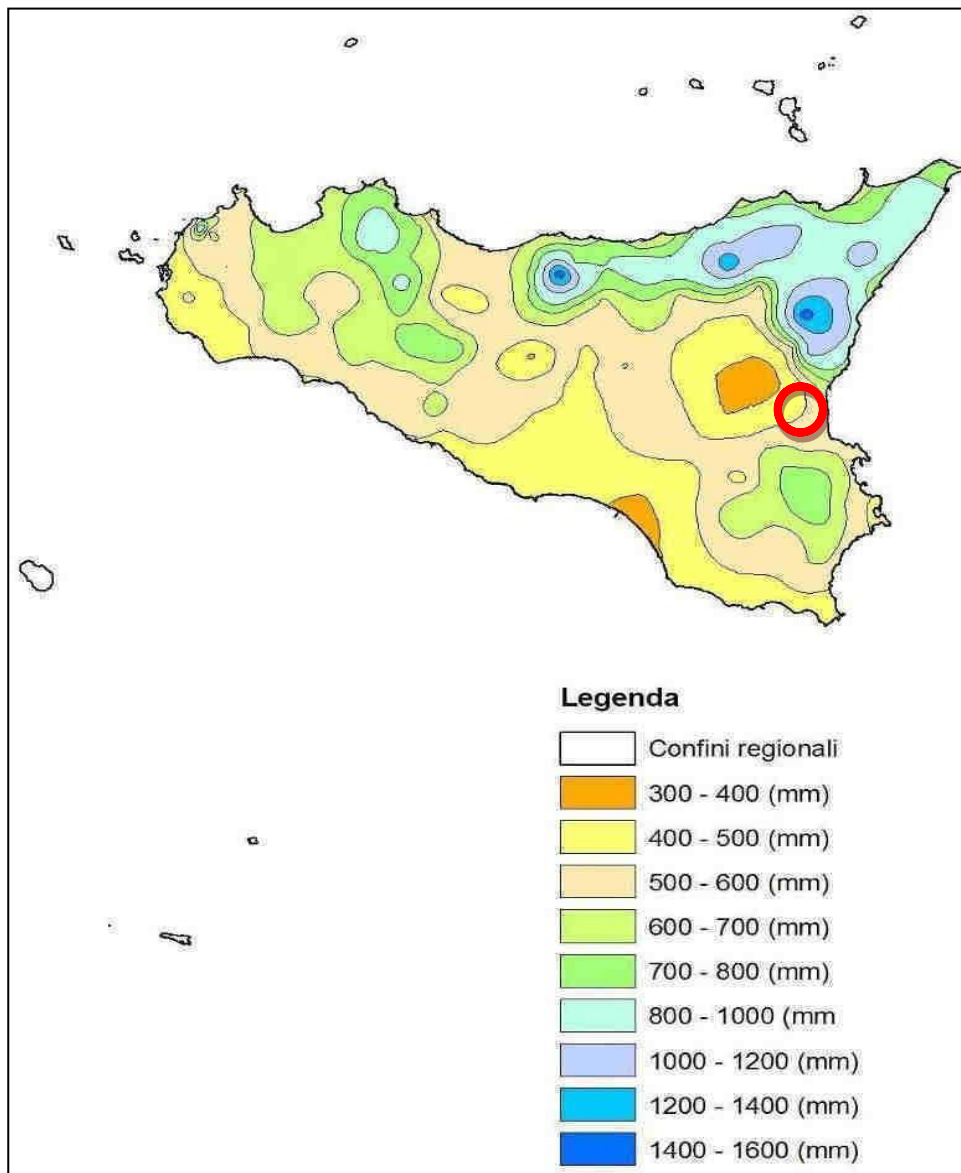 Legenda
Confini regionali
300 - 400 (mm)
400 - 500 (mm)
500 - 600 (mm)
600 - 700 (mm)
700 - 800 (mm)
800 - 1000 (mm
1000 - 1200 (mm)
1200 - 1400 (mm)
1400 - 1600 (mm)